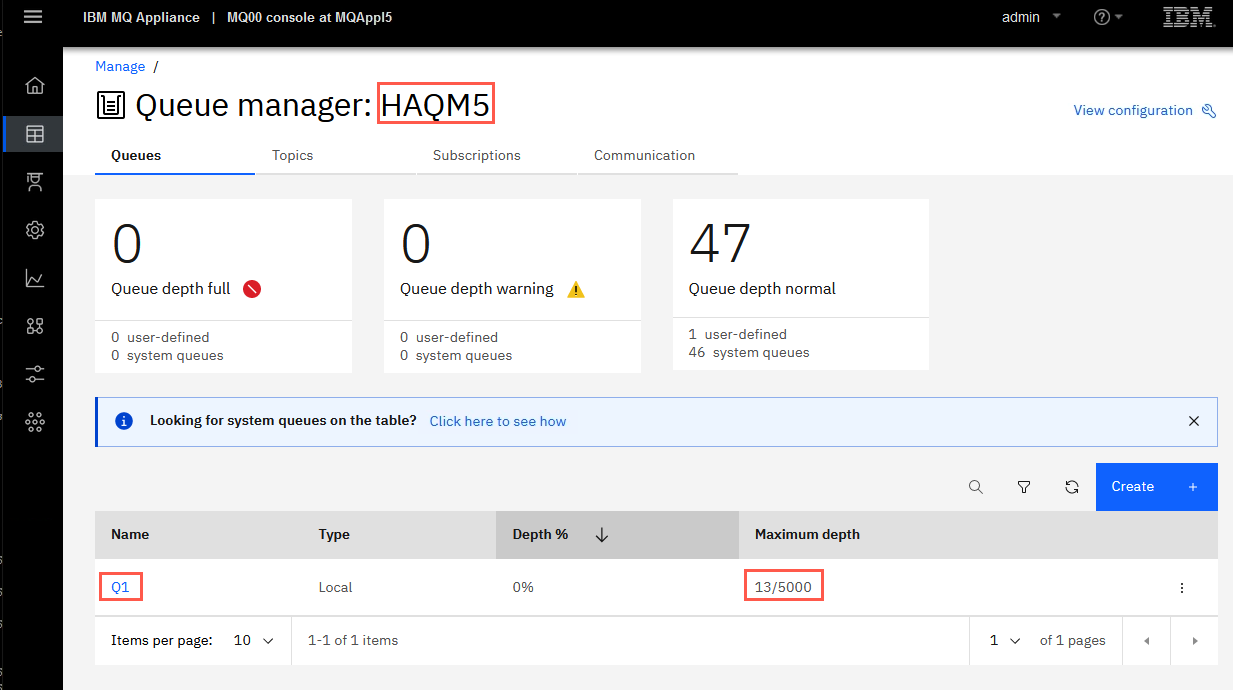 IBM MQ Appliance | MQ00 console at MQAppl5
admin
IBM
Manage /
Queue manager: HAQM5
View configuration
Queues Topics Subscriptions Communication
0 0 47
Queue depth full Queue depth warning Queue depth normal
0 user-defined 0 user-defined 1 user-defined
0 system queues 0 system queues 46 system queues
Looking for system queues on the table? Click here to see how
Create +
Name Type Depth % Maximum depth
Q1 Local 0% 13/5000
Items per page: 10 1-1 of 1 items 1 of 1 pages